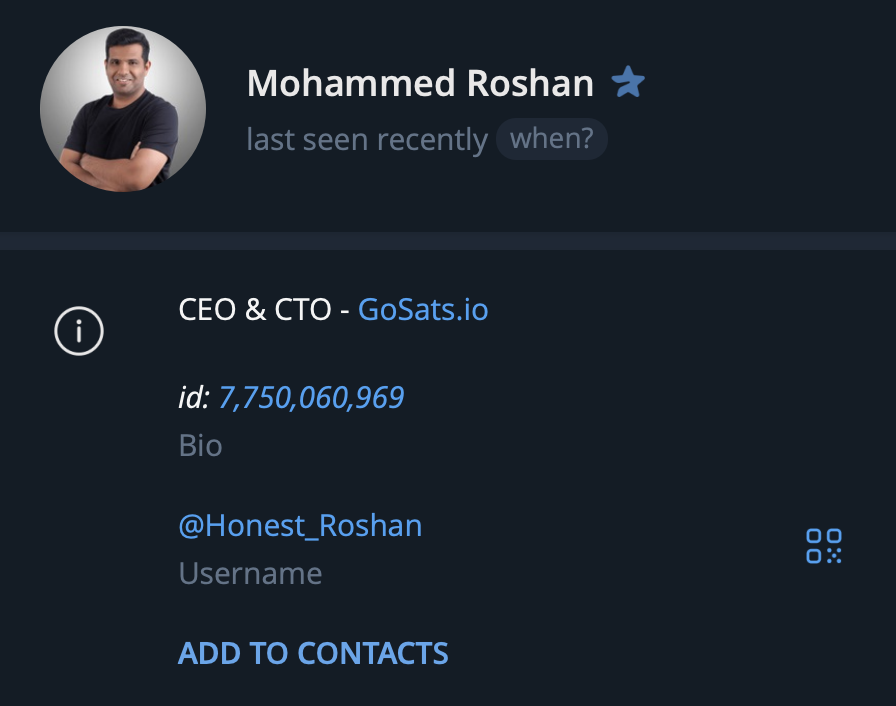 Mohammed Roshan
last seen recently when?
CEO & CTO - GoSats.io
id: 7,750,060,969
Bio
@Honest_Roshan
Username
ADD TO CONTACTS